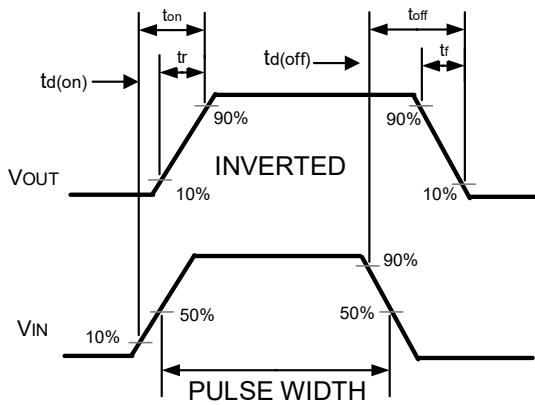 ton
toff
td(on)
tr
td(off)
tf
90%
90%
VOUT
INVERTED
10%
10%
90%
VIN
10%
50%
50%
PULSE WIDTH